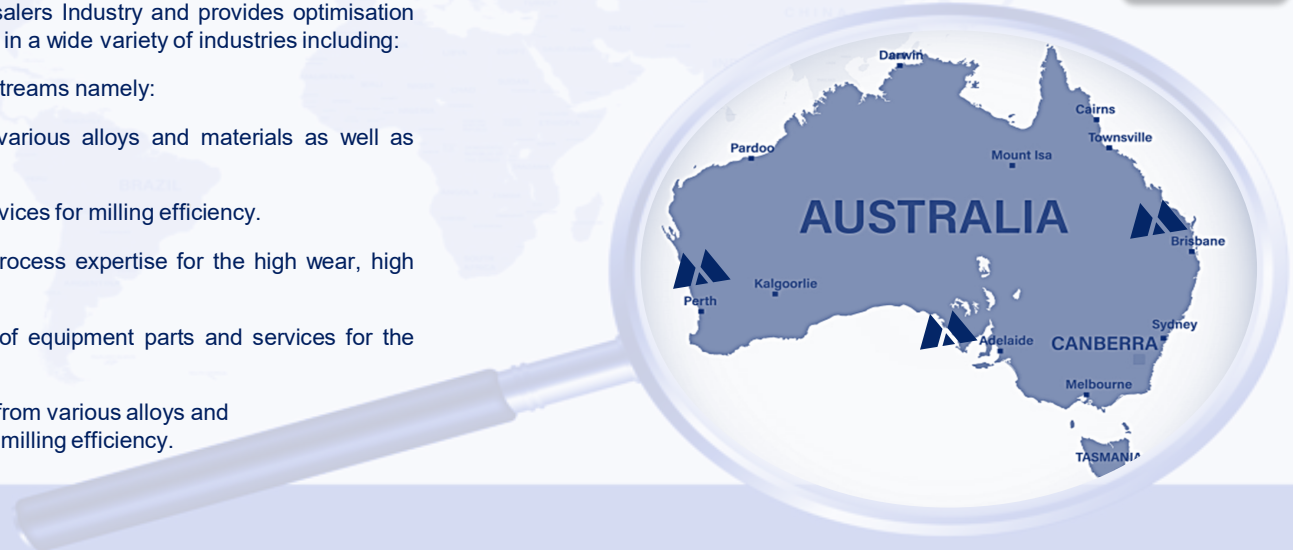 salers Industry and provides optimisation
in a wide variety of industries including:
treams namely:
various alloys and materials as well as
vices for milling efficiency.
rocess expertise for the high wear, high
of equipment parts and services for the
from various alloys and
milling efficiency.
CHINA
BRAZIL
Darwin
Cairns
Townsville
Pardoo
Mount Isa
AUSTRALIA
Brisbane
Kalgoorlie
Perth
Sydney
Adelaide
CANBERRA
Melbourne
TASMANIA